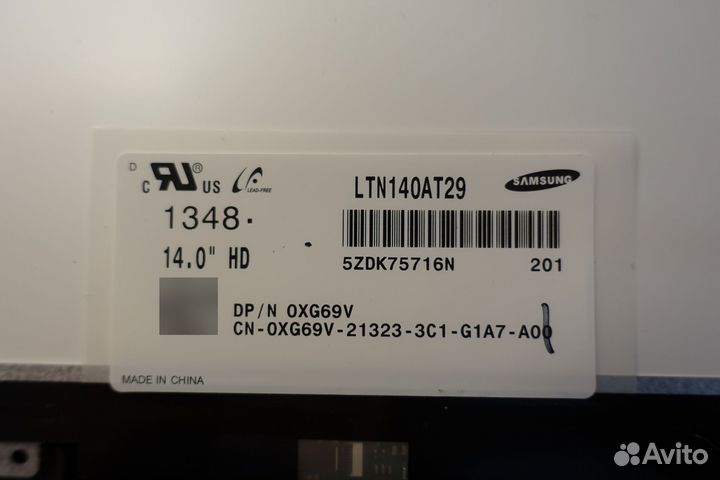 D
C RU® US LEAD-FREE LTN140AT29 SAMSUNG
1348.
14.0" HD 5ZDK75716N 201
DP/N 0XG69V
CN-0XG69V-21323-3C1-G1A7-A00
MADE IN CHINA
Avito